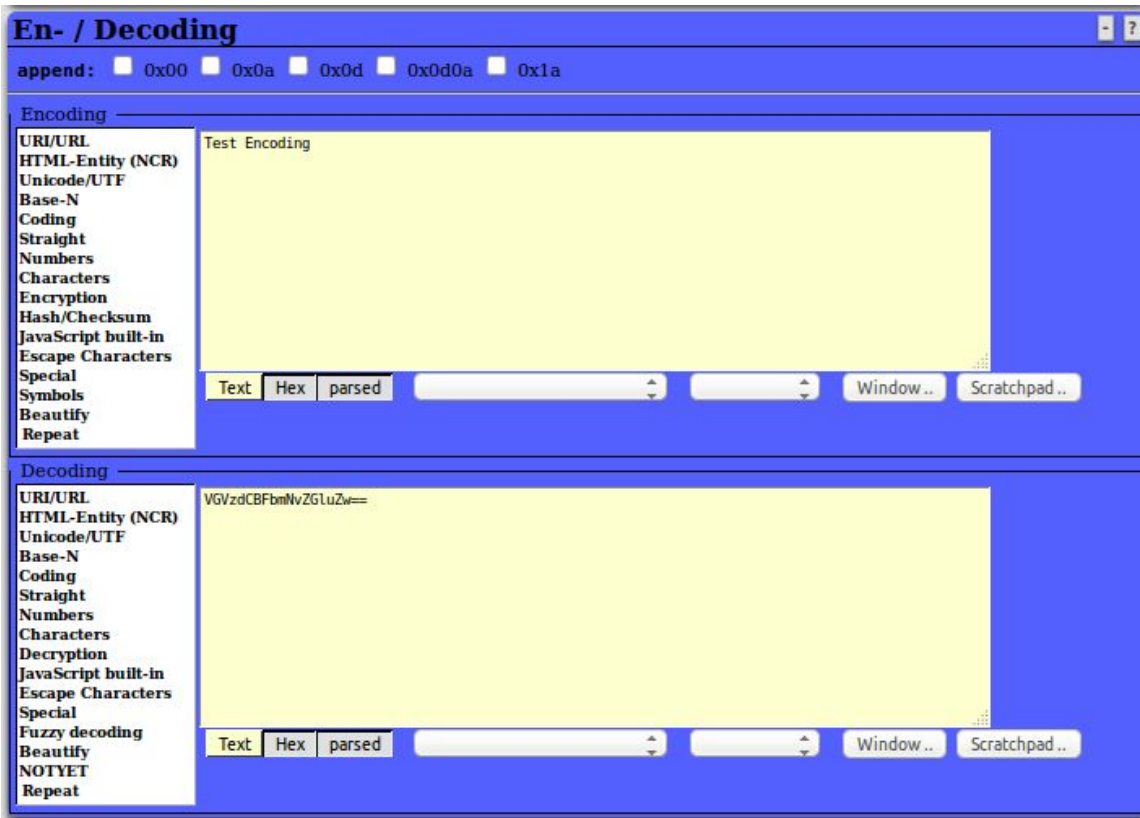 En- / Decoding - ?
append: 0x00 0x0a 0x0d 0x0d0a 0x1a
Encoding
URI/URL
HTML-Entity (NCR)
Unicode/UTF
Base-N
Coding
Straight
Numbers
Characters
Encryption
Hash/Checksum
JavaScript built-in
Escape Characters
Special
Symbols
Beautify
Repeat
Test Encoding
Text Hex parsed Window .. Scratchpad ..
Decoding
URI/URL
HTML-Entity (NCR)
Unicode/UTF
Base-N
Coding
Straight
Numbers
Characters
Decryption
JavaScript built-in
Escape Characters
Special
Fuzzy decoding
Beautify
NOTYET
Repeat
VGVzdCBFbmNvZGluZw==
Text Hex parsed Window .. Scratchpad ..